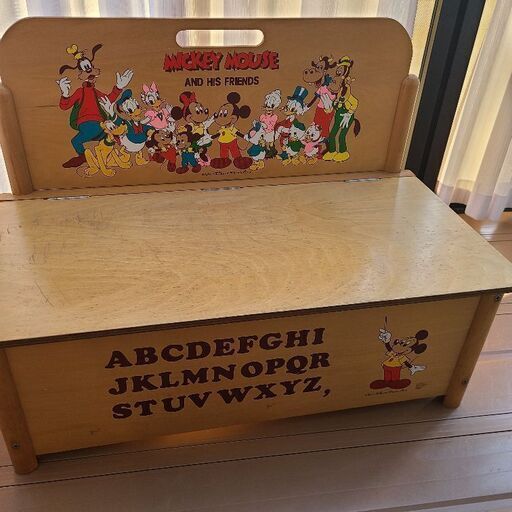 MICKEY MOUSE
AND HIS FRIENDS
ABCDEFGHI
JKLMNOPQR
STUVWXYZ,